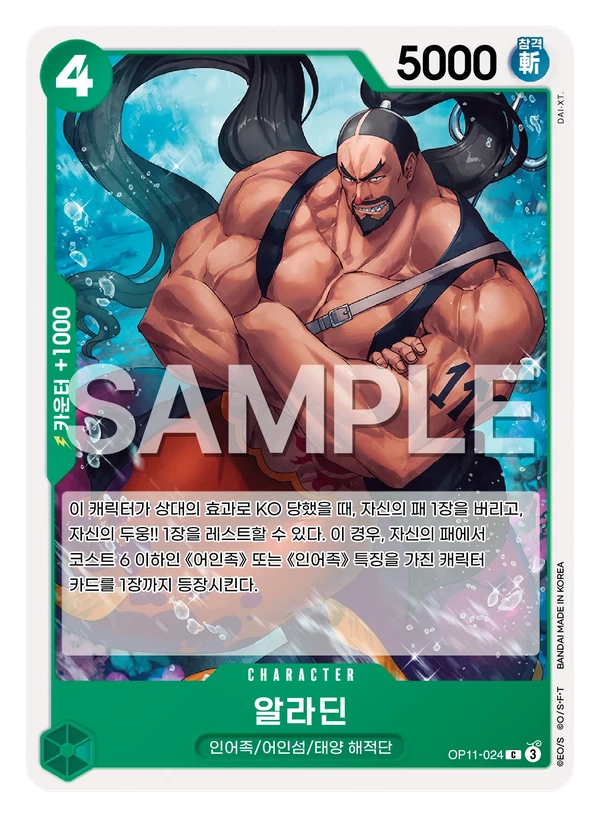 4
5000
참격
斬
DAI-XT.
카운터 +1000
11
SAMPLE
이 캐릭터가 상대의 효과로 KO 당했을 때, 자신의 패 1장을 버리고,
자신의 두웅!! 1장을 레스트할 수 있다. 이 경우, 자신의 패에서
코스트 6 이하인 《어인족》 또는 《인어족》 특징을 가진 캐릭터
카드를 1장까지 등장시킨다.
CHARACTER
알라딘
인어족/어인섬/태양 해적단
OP11-024 C 3
BANDAI MADE IN KOREA
©EO/S ©O/S·F·T